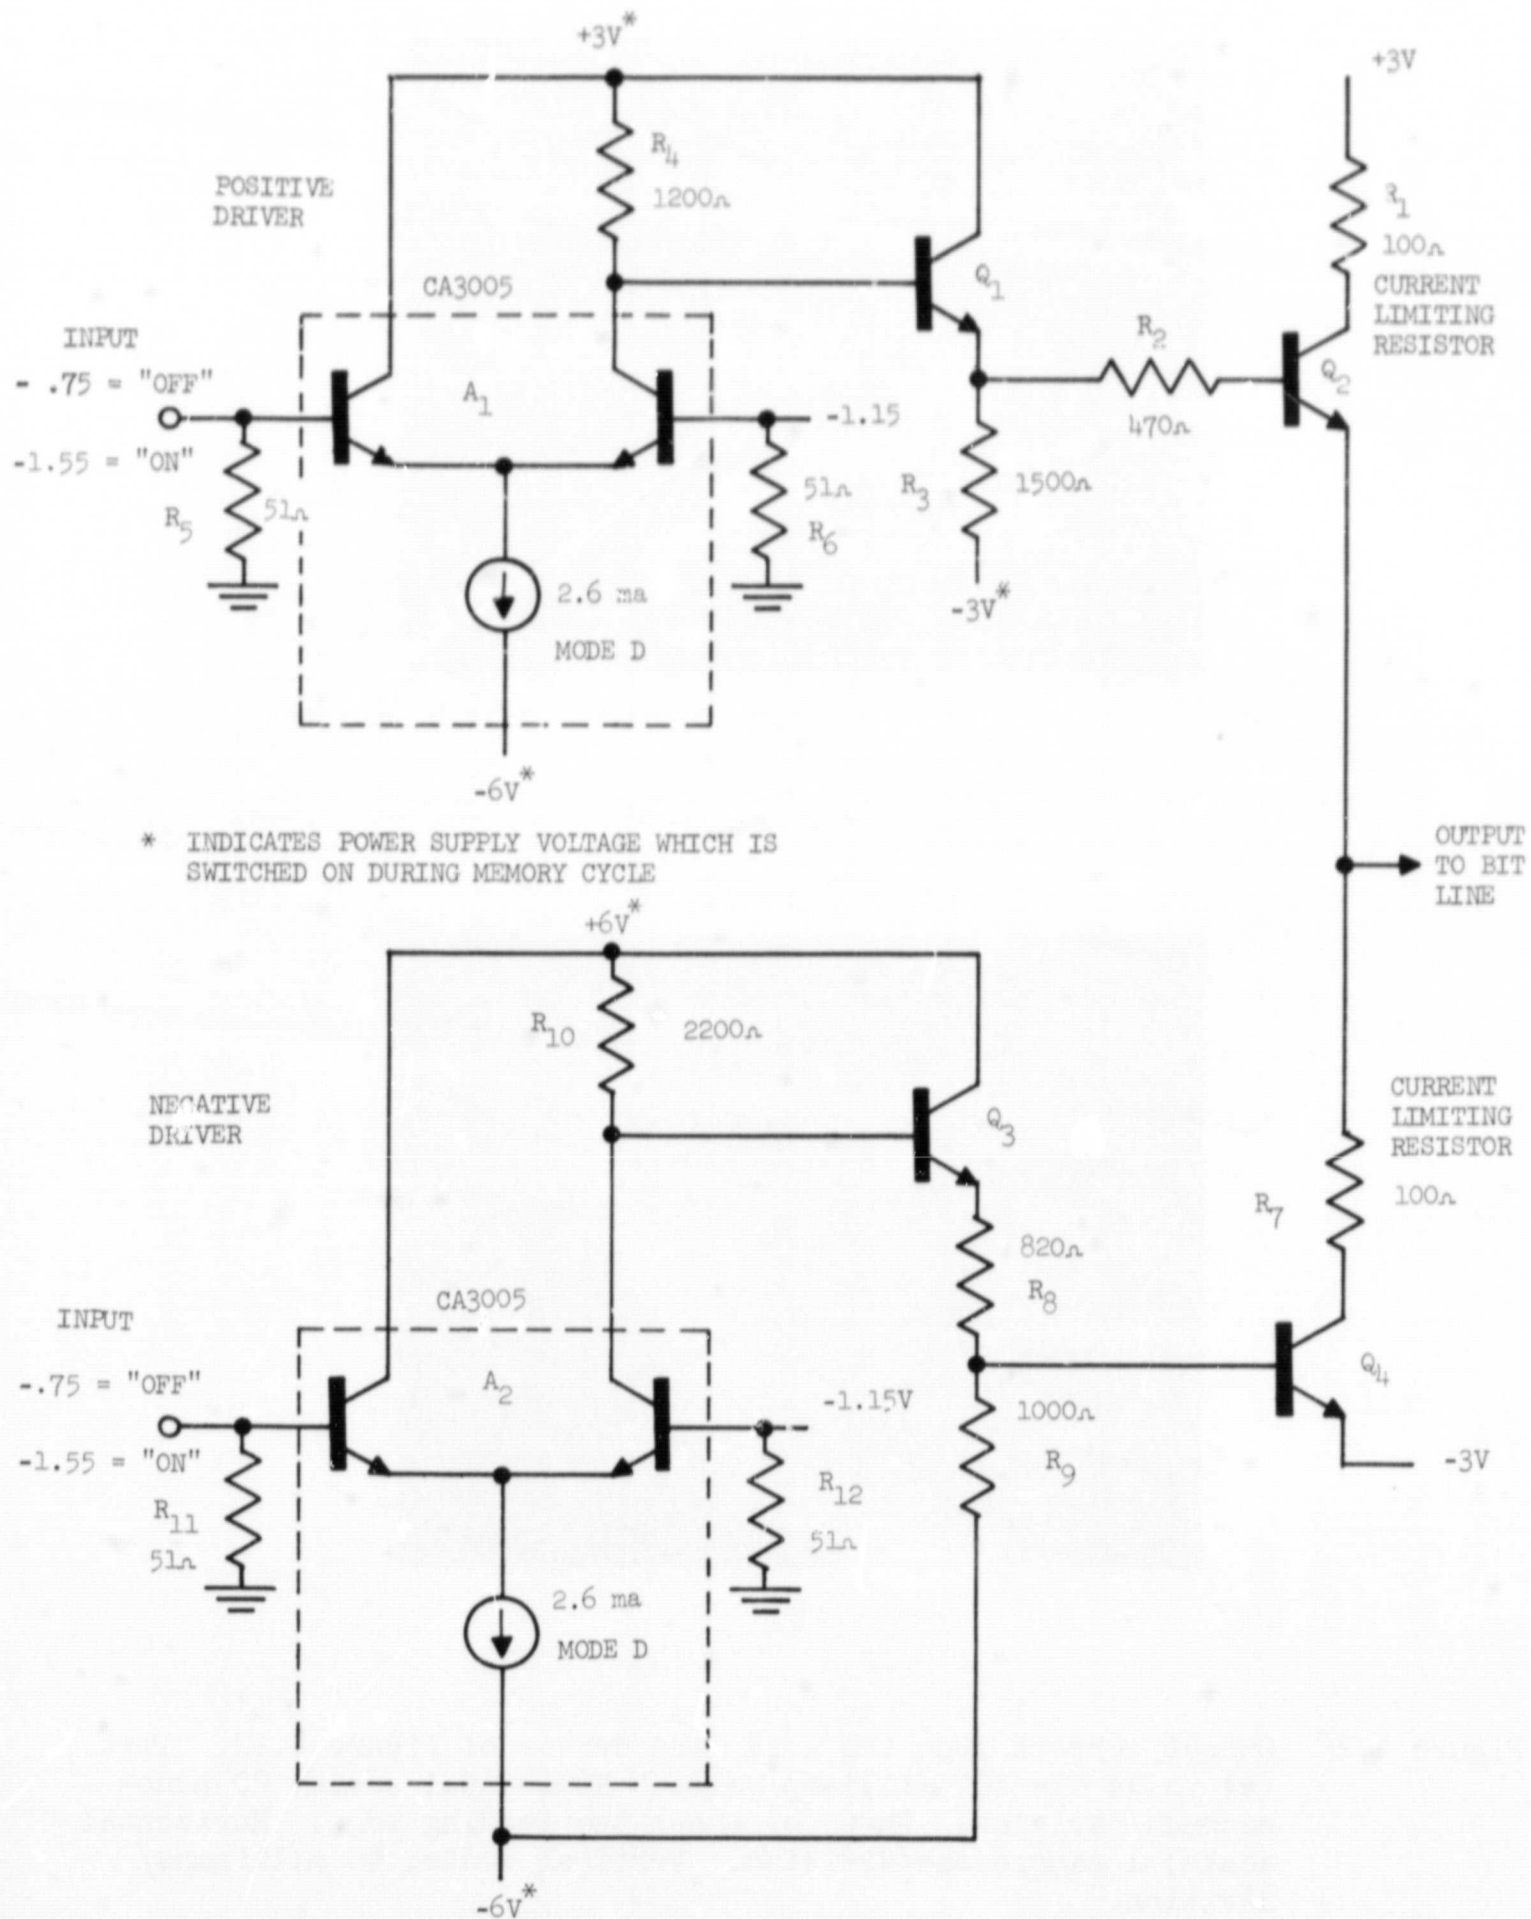 +3V*
+3V
R4
1200Ω
POSITIVE
DRIVER
R1
100Ω
CURRENT
LIMITING
RESISTOR
CA3005
Q1
INPUT
- .75 = "OFF"
-1.55 = "ON"
A1
-1.15
R2
470Ω
Q2
R5
51Ω
51Ω
R6
R3
1500Ω
-3V*
2.6 ma
MODE D
-6V*
* INDICATES POWER SUPPLY VOLTAGE WHICH IS
SWITCHED ON DURING MEMORY CYCLE
OUTPUT
TO BIT
LINE
+6V*
R10
2200Ω
NEGATIVE
DRIVER
Q3
CURRENT
LIMITING
RESISTOR
100Ω
R7
820Ω
R8
CA3005
INPUT
-.75 = "OFF"
-1.55 = "ON"
A2
-1.15V
1000Ω
R9
Q4
-3V
R11
51Ω
R12
51Ω
2.6 ma
MODE D
-6V*